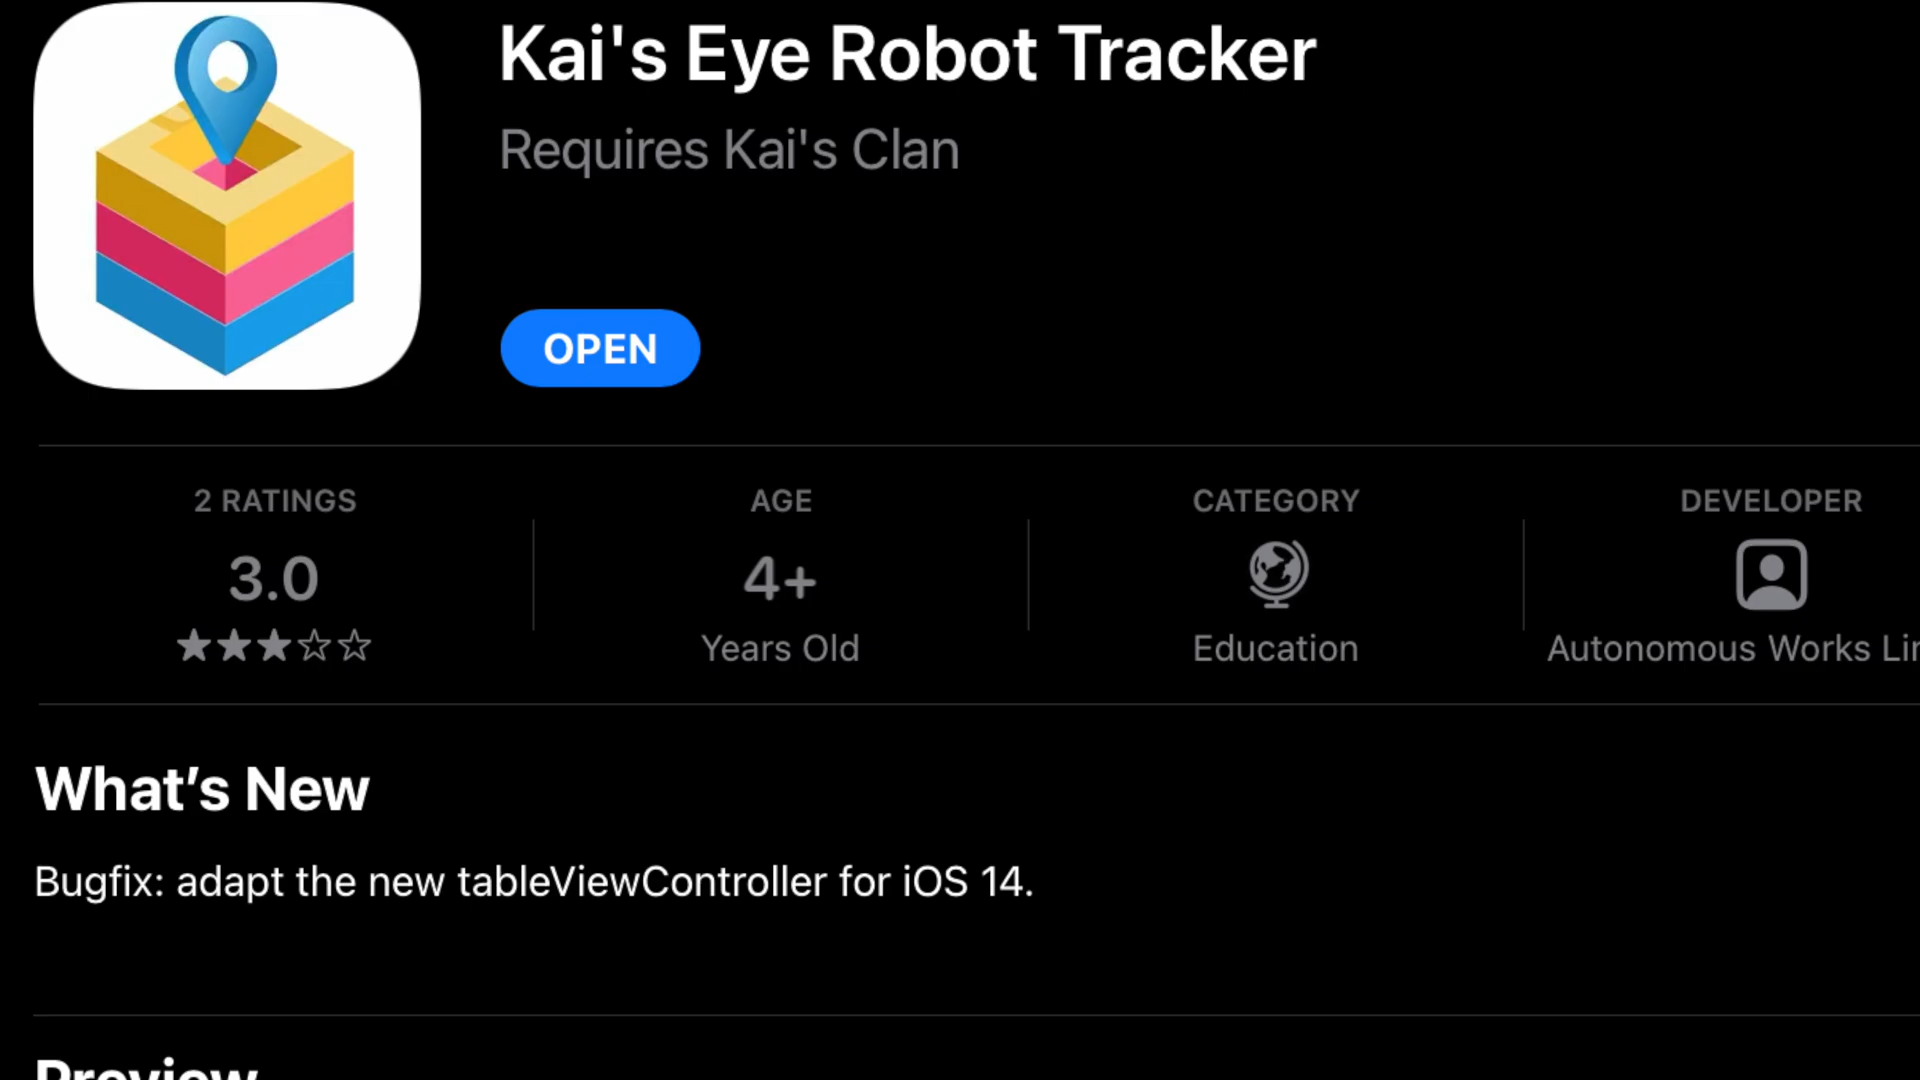 Kai's Eye Robot Tracker
Requires Kai's Clan
OPEN
2 RATINGS
AGE
CATEGORY
DEVELOPER
3.0
4+
Years Old
Education
Autonomous Works
What’s New
Bugfix: adapt the new tableViewController for iOS 14.
Preview